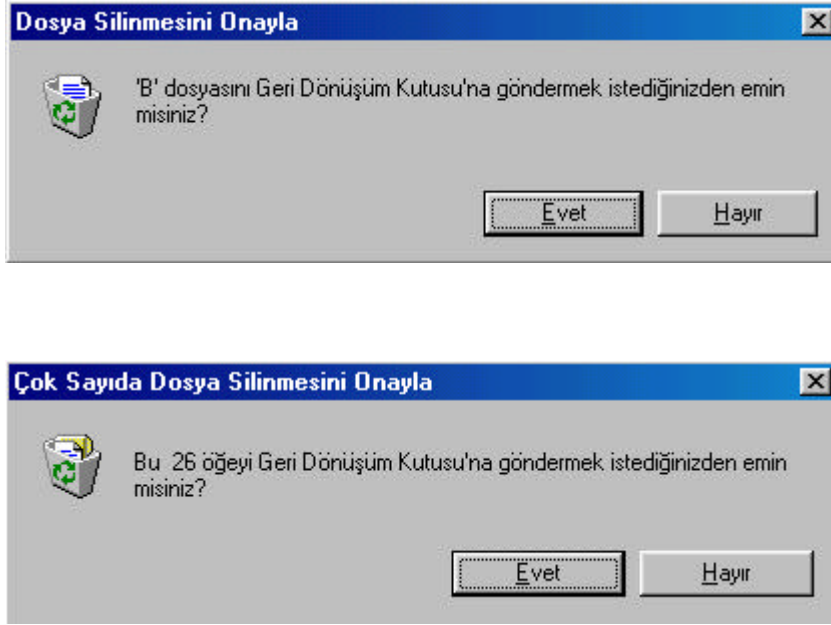 Dosya Silinmesini Onayla
'B' dosyasını Geri Dönüşüm Kutusu'na göndermek istediğinizden emin
misiniz?
Evet Hayır
Çok Sayıda Dosya Silinmesini Onayla
Bu 26 öğeyi Geri Dönüşüm Kutusu'na göndermek istediğinizden emin
misiniz?
Evet Hayır